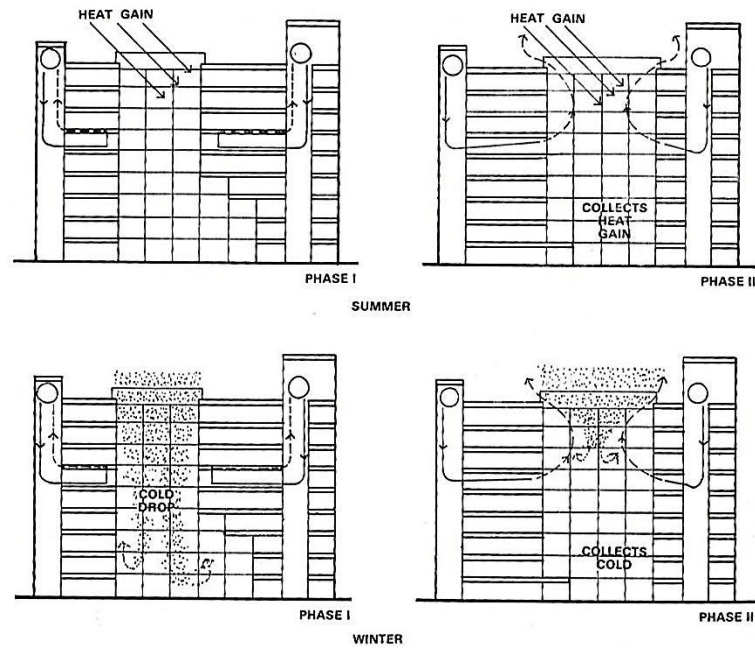 HEAT GAIN
HEAT GAIN
COLLECTS
HEAT
GAIN
PHASE I
PHASE II
SUMMER
COLD
DROP
COLLECTS
COLD
PHASE I
PHASE II
WINTER